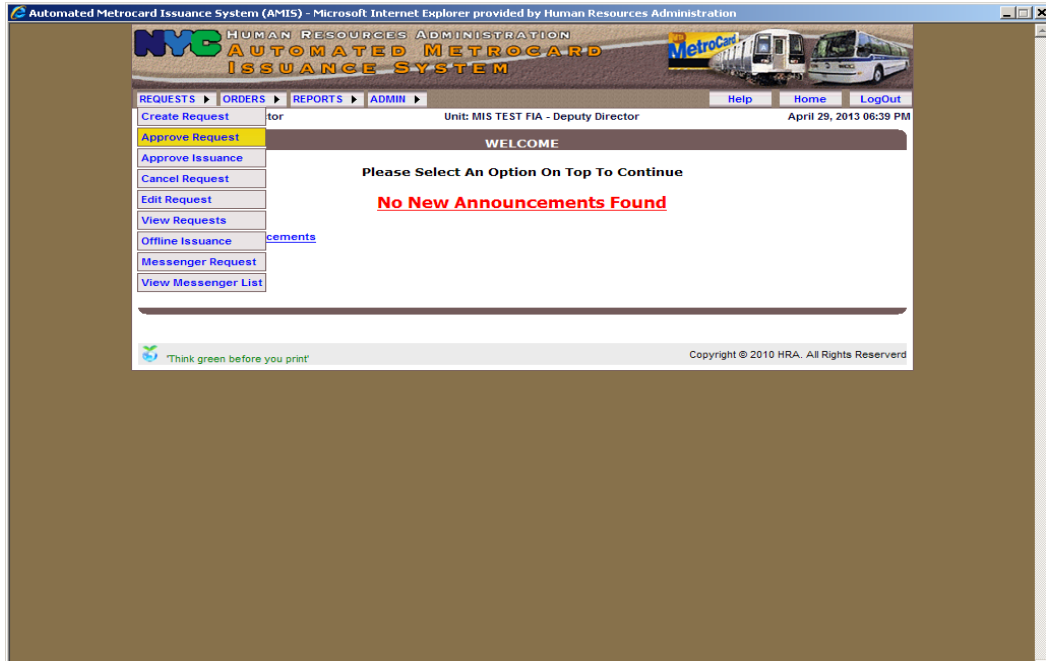 Automated Metrocard Issuance System (AMIS) - Microsoft Internet Explorer provided by Human Resources Administration
NYC HUMAN RESOURCES ADMINISTRATION
AUTOMATED METROCARD
ISSUANCE SYSTEM
MetroCard
REQUESTS ORDERS REPORTS ADMIN Help Home LogOut
Create Request tor Unit: MIS TEST FIA - Deputy Director April 29, 2013 06:39 PM
Approve Request
WELCOME
Approve Issuance
Please Select An Option On Top To Continue
Cancel Request
Edit Request
No New Announcements Found
View Requests
Offline Issuance cements
Messenger Request
View Messenger List
'Think green before you print' Copyright © 2010 HRA. All Rights Reserverd